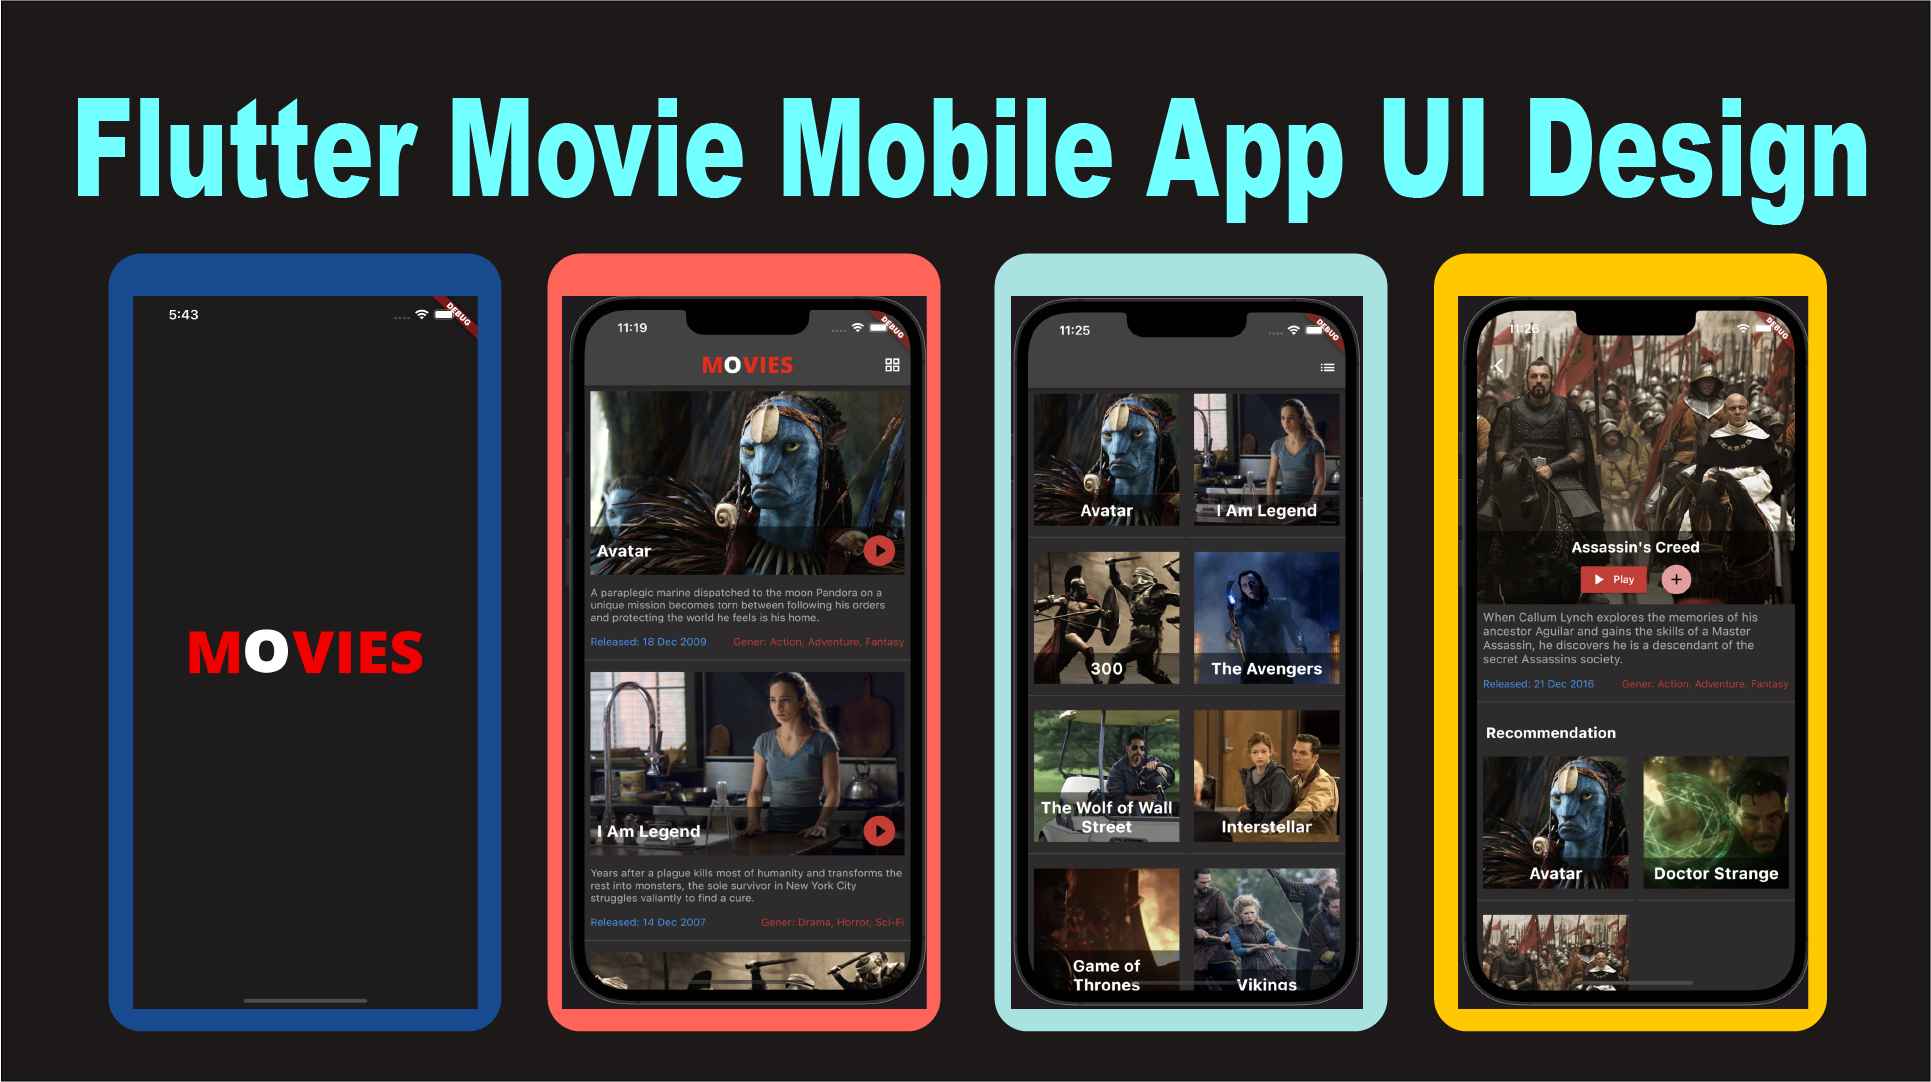 Flutter Movie Mobile App UI Design
5:43
DEBUG
MOVIES
11:19
DEBUG
MOVIES
Avatar
A paraplegic marine dispatched to the moon Pandora on a
unique mission becomes torn between following his orders
and protecting the world he feels is his home.
Released: 18 Dec 2009 Gener: Action, Adventure, Fantasy
I Am Legend
Years after a plague kills most of humanity and transforms the
rest into monsters, the sole survivor in New York City
struggles valiantly to find a cure.
Released: 14 Dec 2007 Gener: Drama, Horror, Sci-Fi
11:25
DEBUG
Avatar
I Am Legend
300
The Avengers
The Wolf of Wall
Street
Interstellar
Game of
Thrones
Vikings
11:26
DEBUG
Assassin's Creed
Play
When Callum Lynch explores the memories of his
ancestor Aguilar and gains the skills of a Master
Assassin, he discovers he is a descendant of the
secret Assassins society.
Released: 21 Dec 2016 Gener: Action, Adventure, Fantasy
Recommendation
Avatar
Doctor Strange